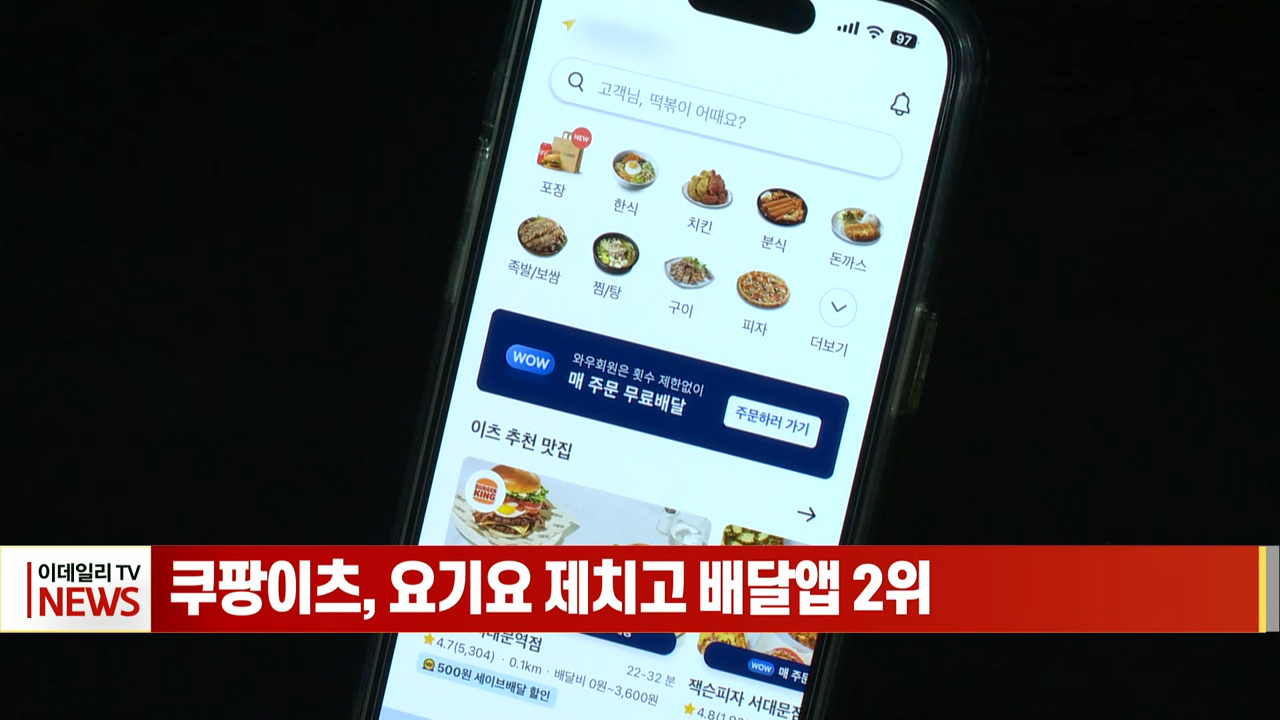 97
고객님, 떡볶이 어때요?
NEW
포장
한식
치킨
분식
돈까스
족발/보쌈
찜/탕
구이
피자
더보기
WOW
와우회원은 횟수 제한없이
매 주문 무료배달
주문하러 가기
이츠 추천 맛집
BURGER KING
이데일리 TV
NEWS
쿠팡이츠, 요기요 제치고 배달앱 2위
4.7(5,304) · 0.1km · 배달비 0원~3,600원
22-32 분
500원 세이브배달 할인
WOW 매 주문
잭슨피자 서대문점
4.8